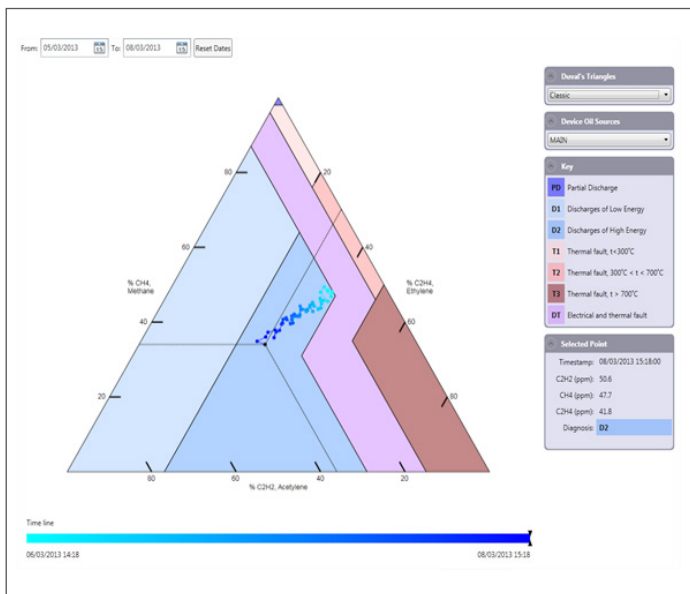 From: 05/03/2013 15 To: 08/03/2013 15 Reset Dates
Duval's Triangles
Classic
Device Oil Sources
MAIN
Key
PD Partial Discharge
D1 Discharges of Low Energy
D2 Discharges of High Energy
T1 Thermal fault, t<300°C
T2 Thermal fault, 300°C < t < 700°C
T3 Thermal fault, t > 700°C
DT Electrical and thermal fault
Selected Point
Timestamp: 08/03/2013 15:18:00
C2H2 (ppm): 50.6
CH4 (ppm): 47.7
C2H4 (ppm): 41.8
Diagnosis: D2
80
60
% CH4,
Methane
40
20
20
40
% C2H4,
Ethylene
60
80
80
60
40
20
% C2H2, Acetylene
Time line
06/03/2013 14:18
08/03/2013 15:18